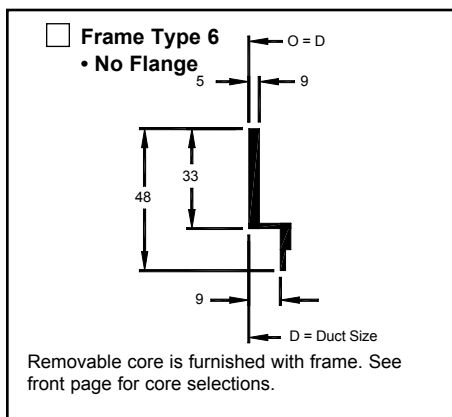 Frame Type 6
• No Flange
O = D
5 9
33
48
9
D = Duct Size
Removable core is furnished with frame. See
front page for core selections.